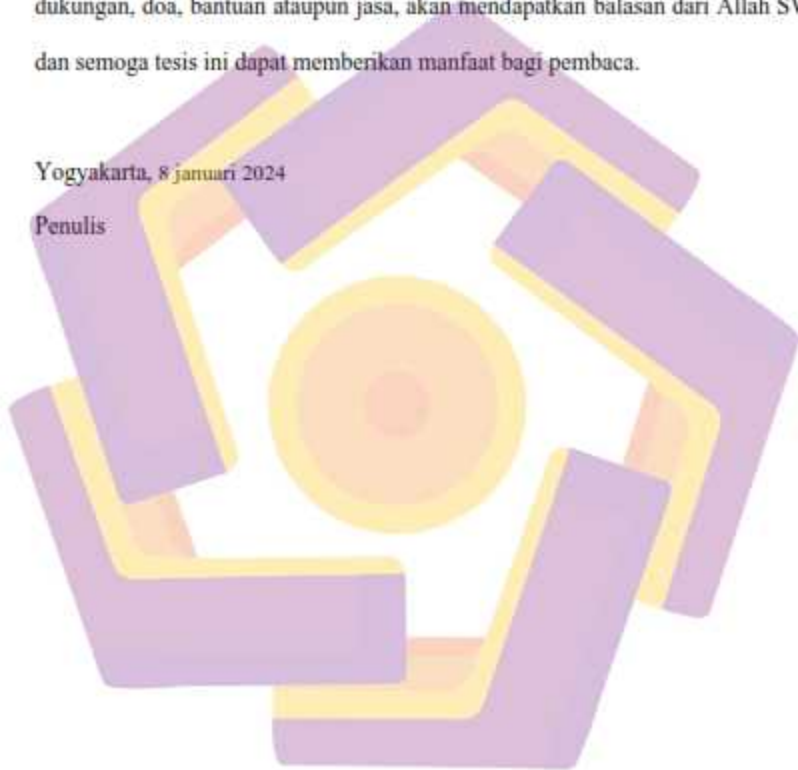 dukungan, doa, bantuan ataupun jasa, akan mendapatkan balasan dari Allah
dan semoga tesis ini dapat memberikan manfaat bagi pembaca.
Yogyakarta, 8 januari 2024
Penulis